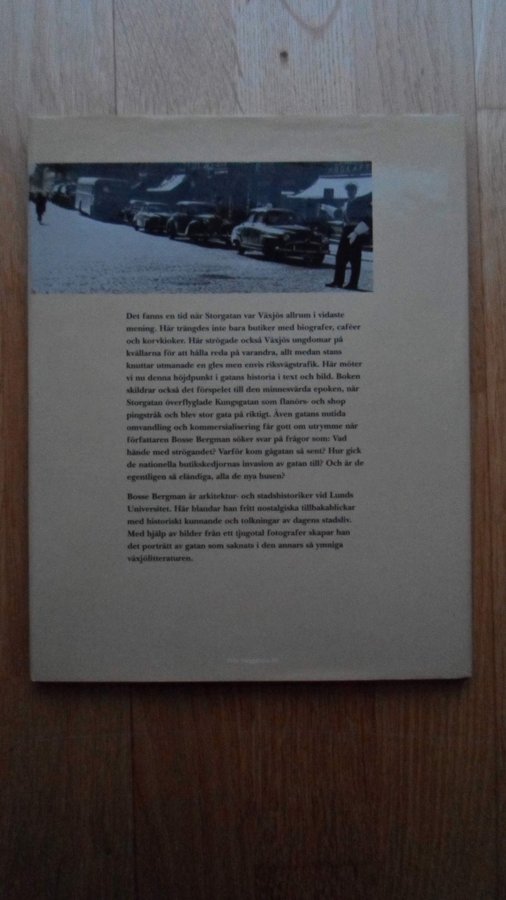 Det fanns en tid när Storgatan var Växjös allrum i vidaste
mening. Här trängdes inte bara butiker med biografer, caféer
och korvkioker. Här strögade också Växjös ungdomar på
kvällarna för att hålla reda på varandra, allt medan stans
knuttar utmanade en gles men envis riksvägstrafik. Här möter
vi nu denna höjdpunkt i gatans historia i text och bild. Boken
skildrar också det förspelet till den minnesvärda epoken, när
Storgatan överflyglade Kungsgatan som flanörs- och shop
pingstråk och blev stor gata på riktigt. Även gatans nutida
omvandling och kommersialisering får gott om utrymme när
författaren Bosse Bergman söker svar på frågor som: Vad
hände med strögandet? Varför kom gågatan så sent? Hur gick
de nationella butikskedjornas invasion av gatan till? Och är de
egentligen så eländiga, alla de nya husen?
Bosse Bergman är arkitektur- och stadshistoriker vid Lunds
Universitet. Här blandar han fritt nostalgiska tillbakablickar
med historiskt kunnande och tolkningar av dagens stadsliv.
Med hjälp av bilder från ett tjugotal fotografer skapar han
det porträtt av gatan som saknats i den annars så ymniga
växjölitteraturen.